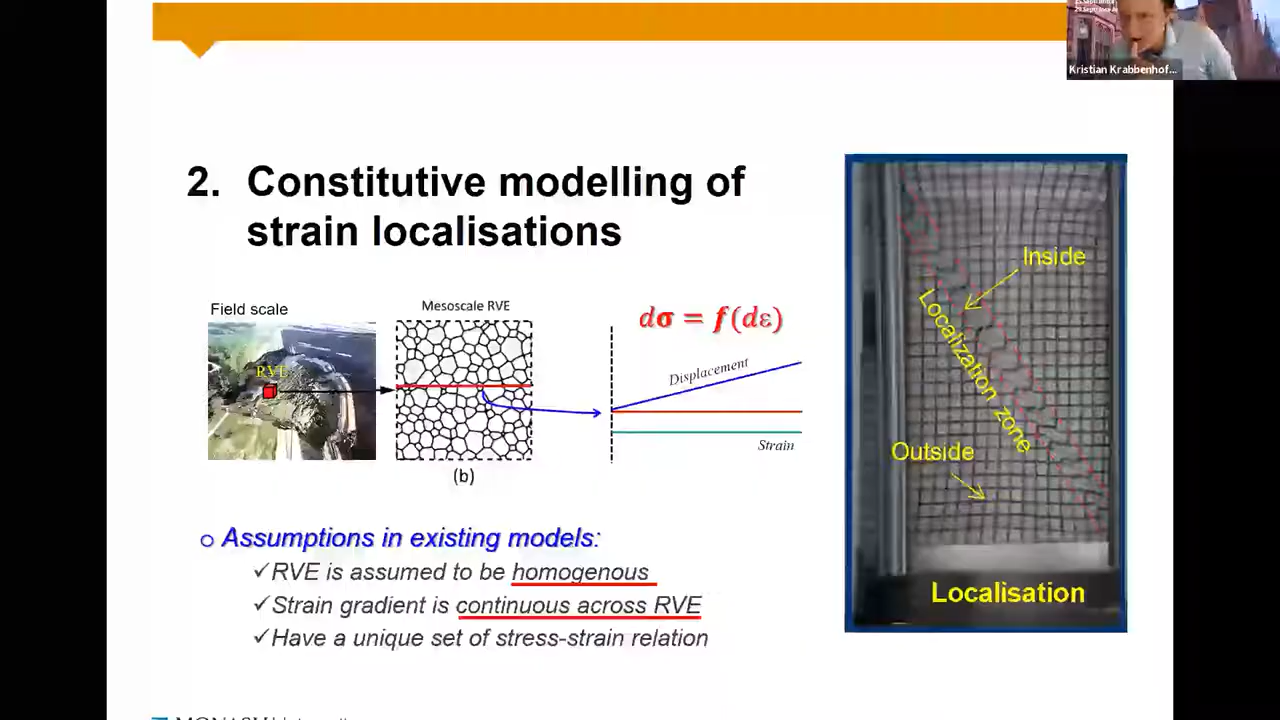 Kristian Krabbenhof...
2. Constitutive modelling of
strain localisations
Field scale
RVE
Mesoscale RVE
(b)
dσ = f(dε)
Displacement
Strain
Inside
Localization zone
Outside
Localisation
o Assumptions in existing models:
✓RVE is assumed to be homogenous
✓Strain gradient is continuous across RVE
✓Have a unique set of stress-strain relation